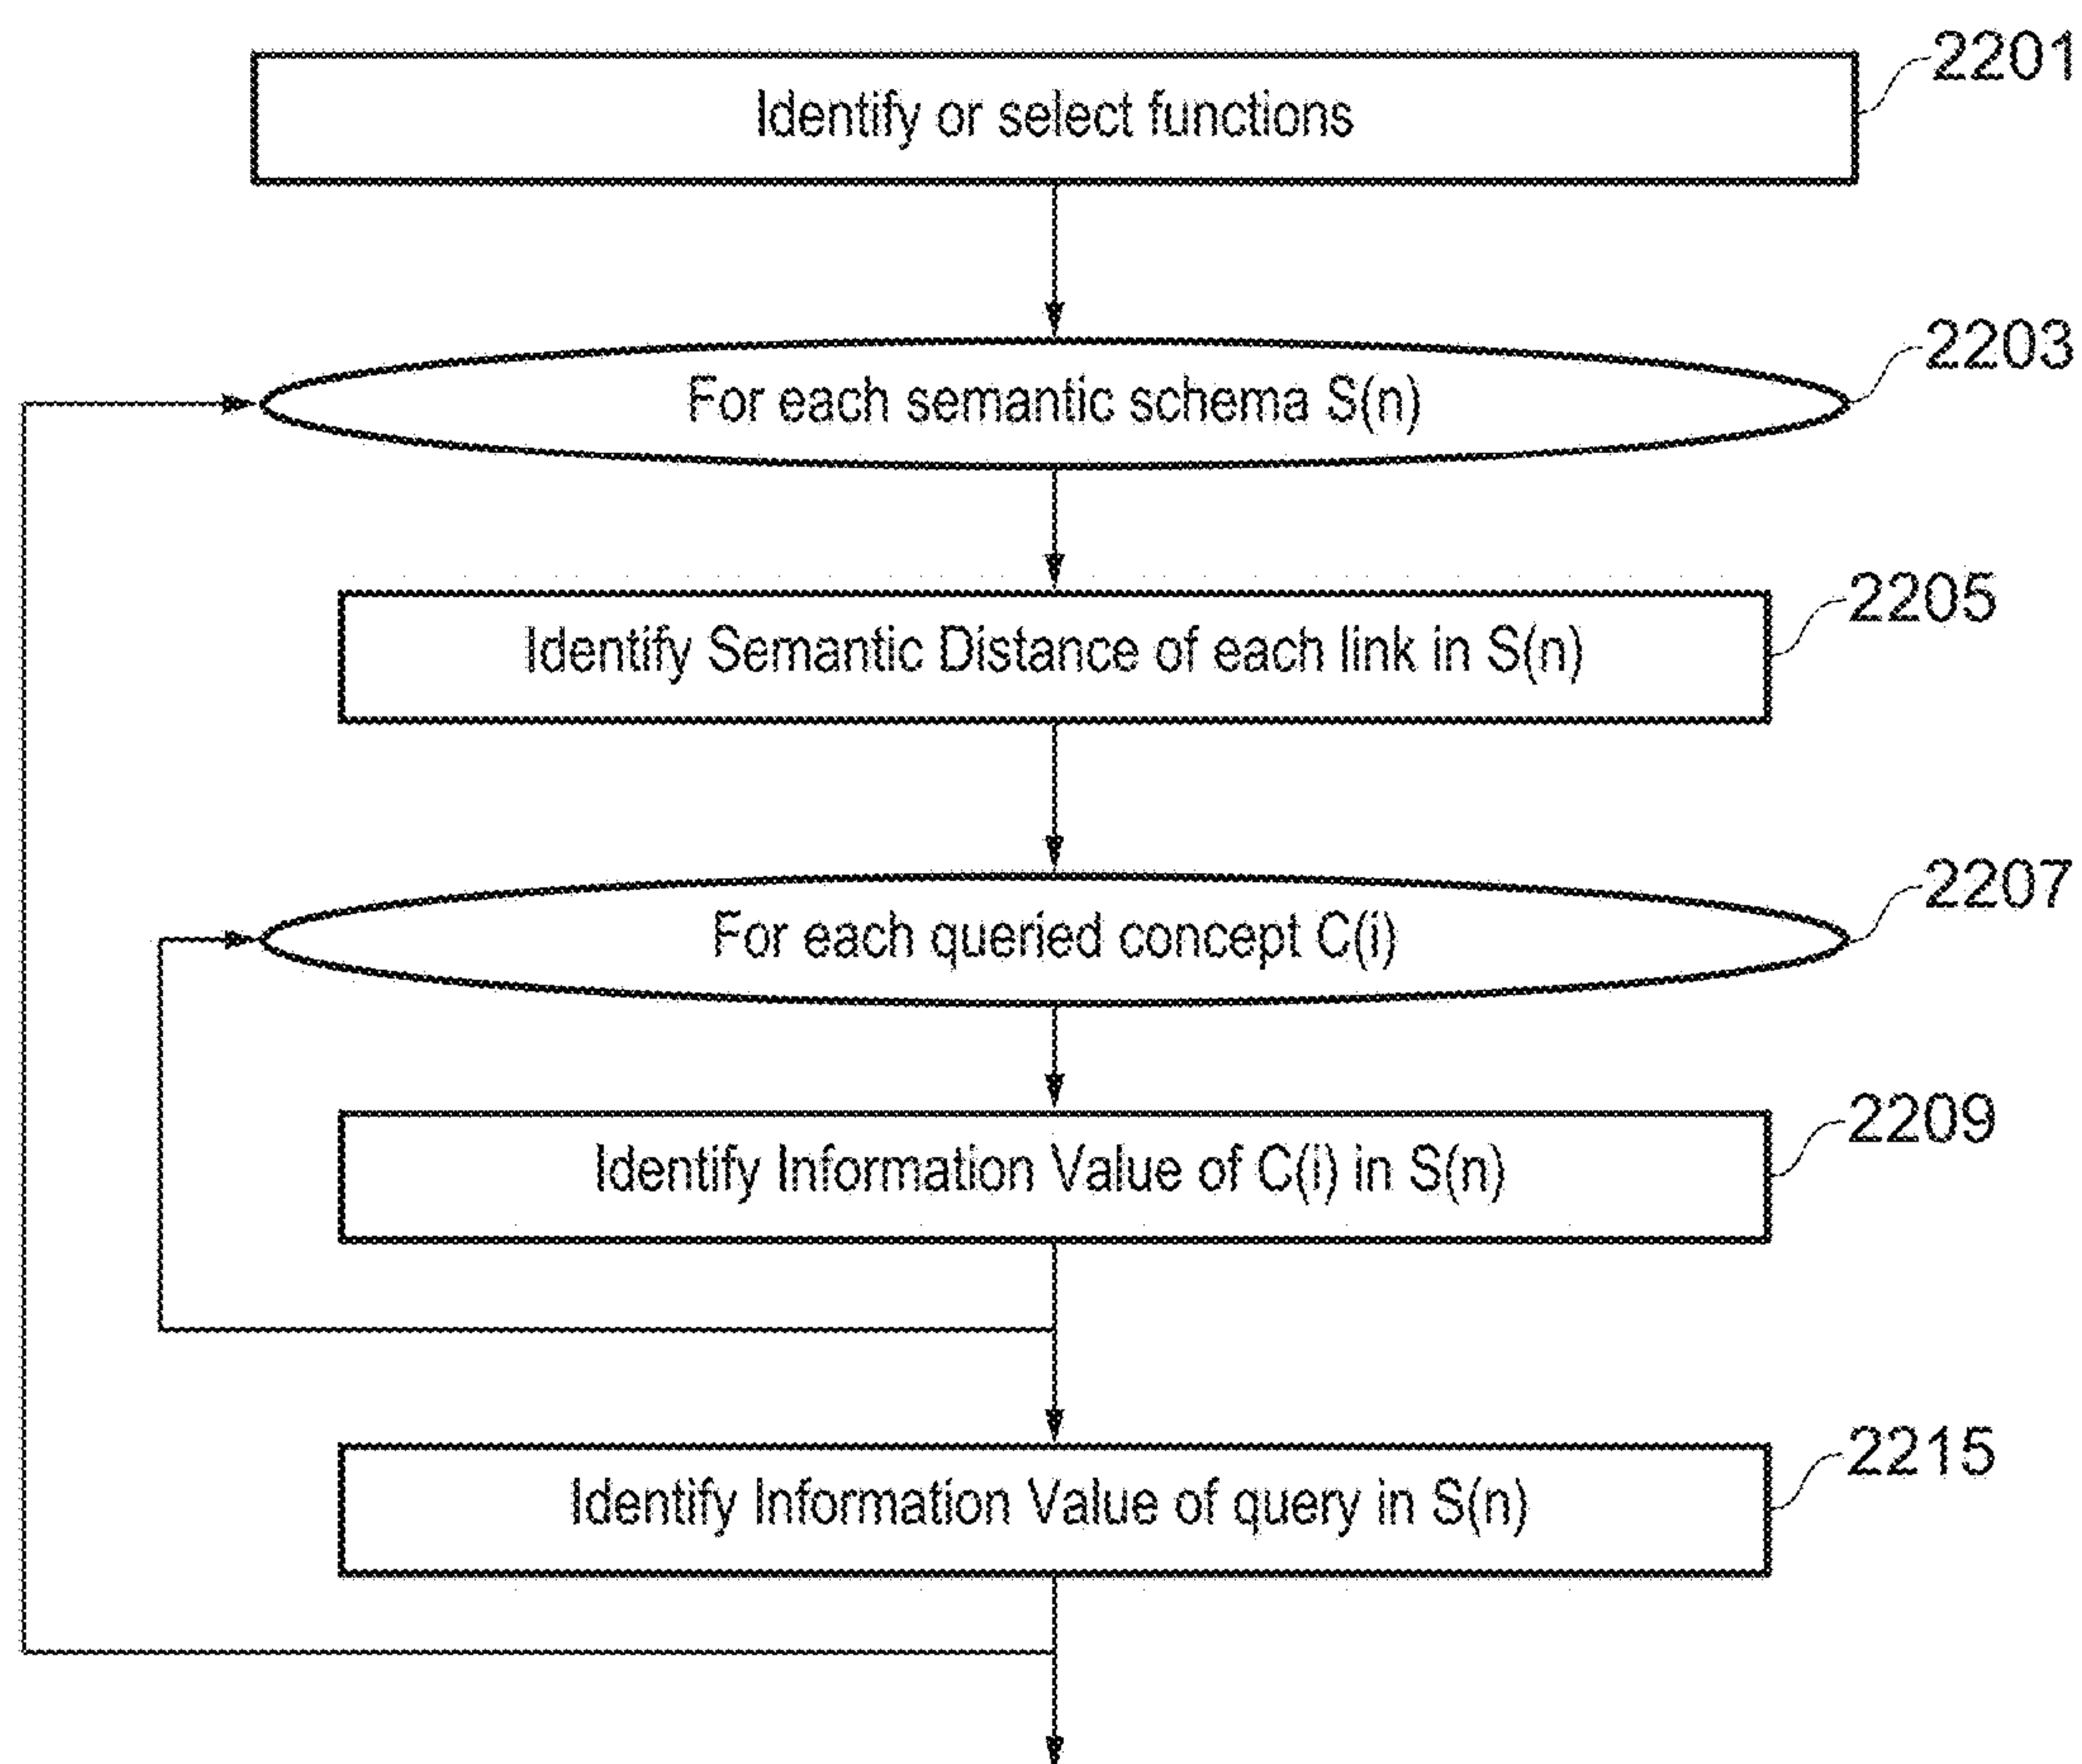 2201
Identify or select functions
2203
For each semantic schema S(n)
2205
Identify Semantic Distance of each link in S(n)
2207
For each queried concept C(i)
2209
Identify Information Value of C(i) in S(n)
2215
Identify Information Value of query in S(n)